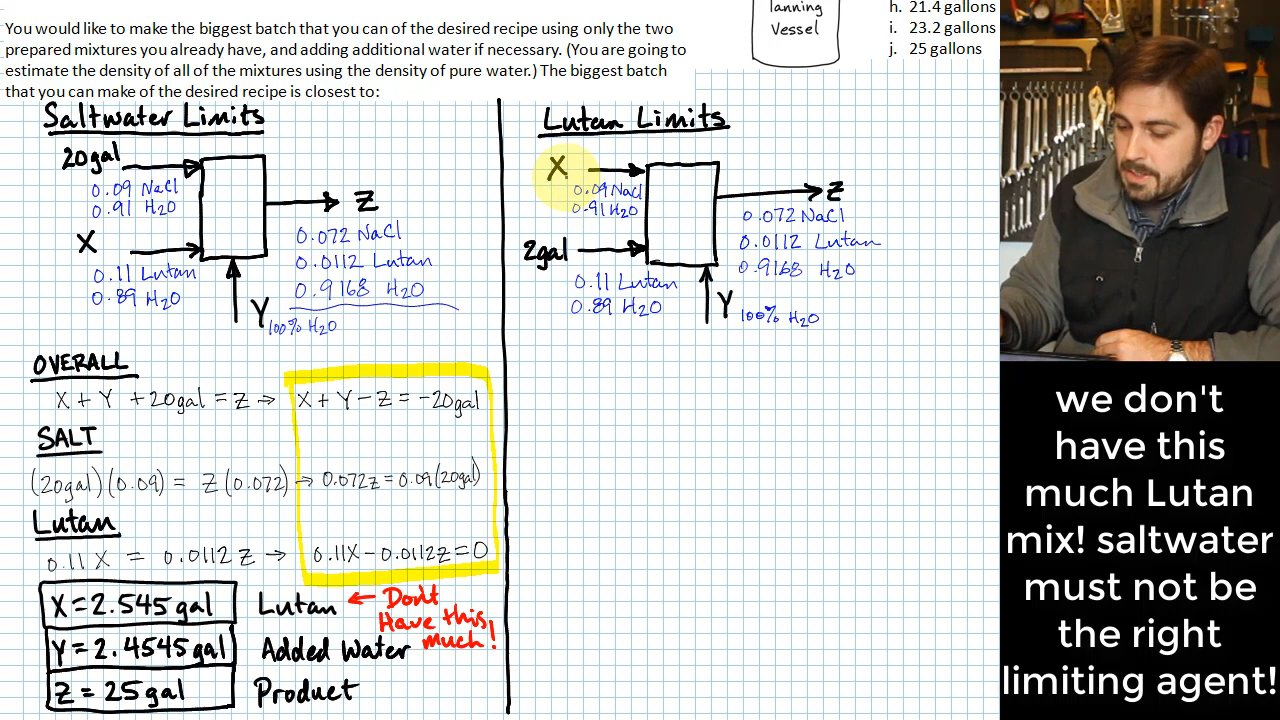 Tanning
Vessel
h. 21.4 gallons
i. 23.2 gallons
j. 25 gallons
You would like to make the biggest batch that you can of the desired recipe using only the two
prepared mixtures you already have, and adding additional water if necessary. (You are going to
estimate the density of all of the mixtures using the density of pure water.) The biggest batch
that you can make of the desired recipe is closest to:
Saltwater Limits
20gal
0.09 NaCl
0.91 H2O
X
0.11 Lutan
0.89 H2O
Y
100% H2O
Z
0.072 NaCl
0.0112 Lutan
0.9168 H2O
OVERALL
X + Y + 20gal = Z → X + Y - Z = -20gal
SALT
(20gal)(0.09) = Z(0.072) → 0.072z = 0.09(20gal)
Lutan
0.11 X = 0.0112 Z → 0.11X - 0.0112Z = 0
X = 2.545 gal Lutan ← Don't
Have this
much!
Y = 2.4545 gal Added Water
Z = 25 gal Product
Lutan Limits
X
0.09 NaCl
0.91 H2O
2gal
0.11 Lutan
0.89 H2O
Y
100% H2O
Z
0.072 NaCl
0.0112 Lutan
0.9168 H2O
we don't
have this
much Lutan
mix! saltwater
must not be
the right
limiting agent!